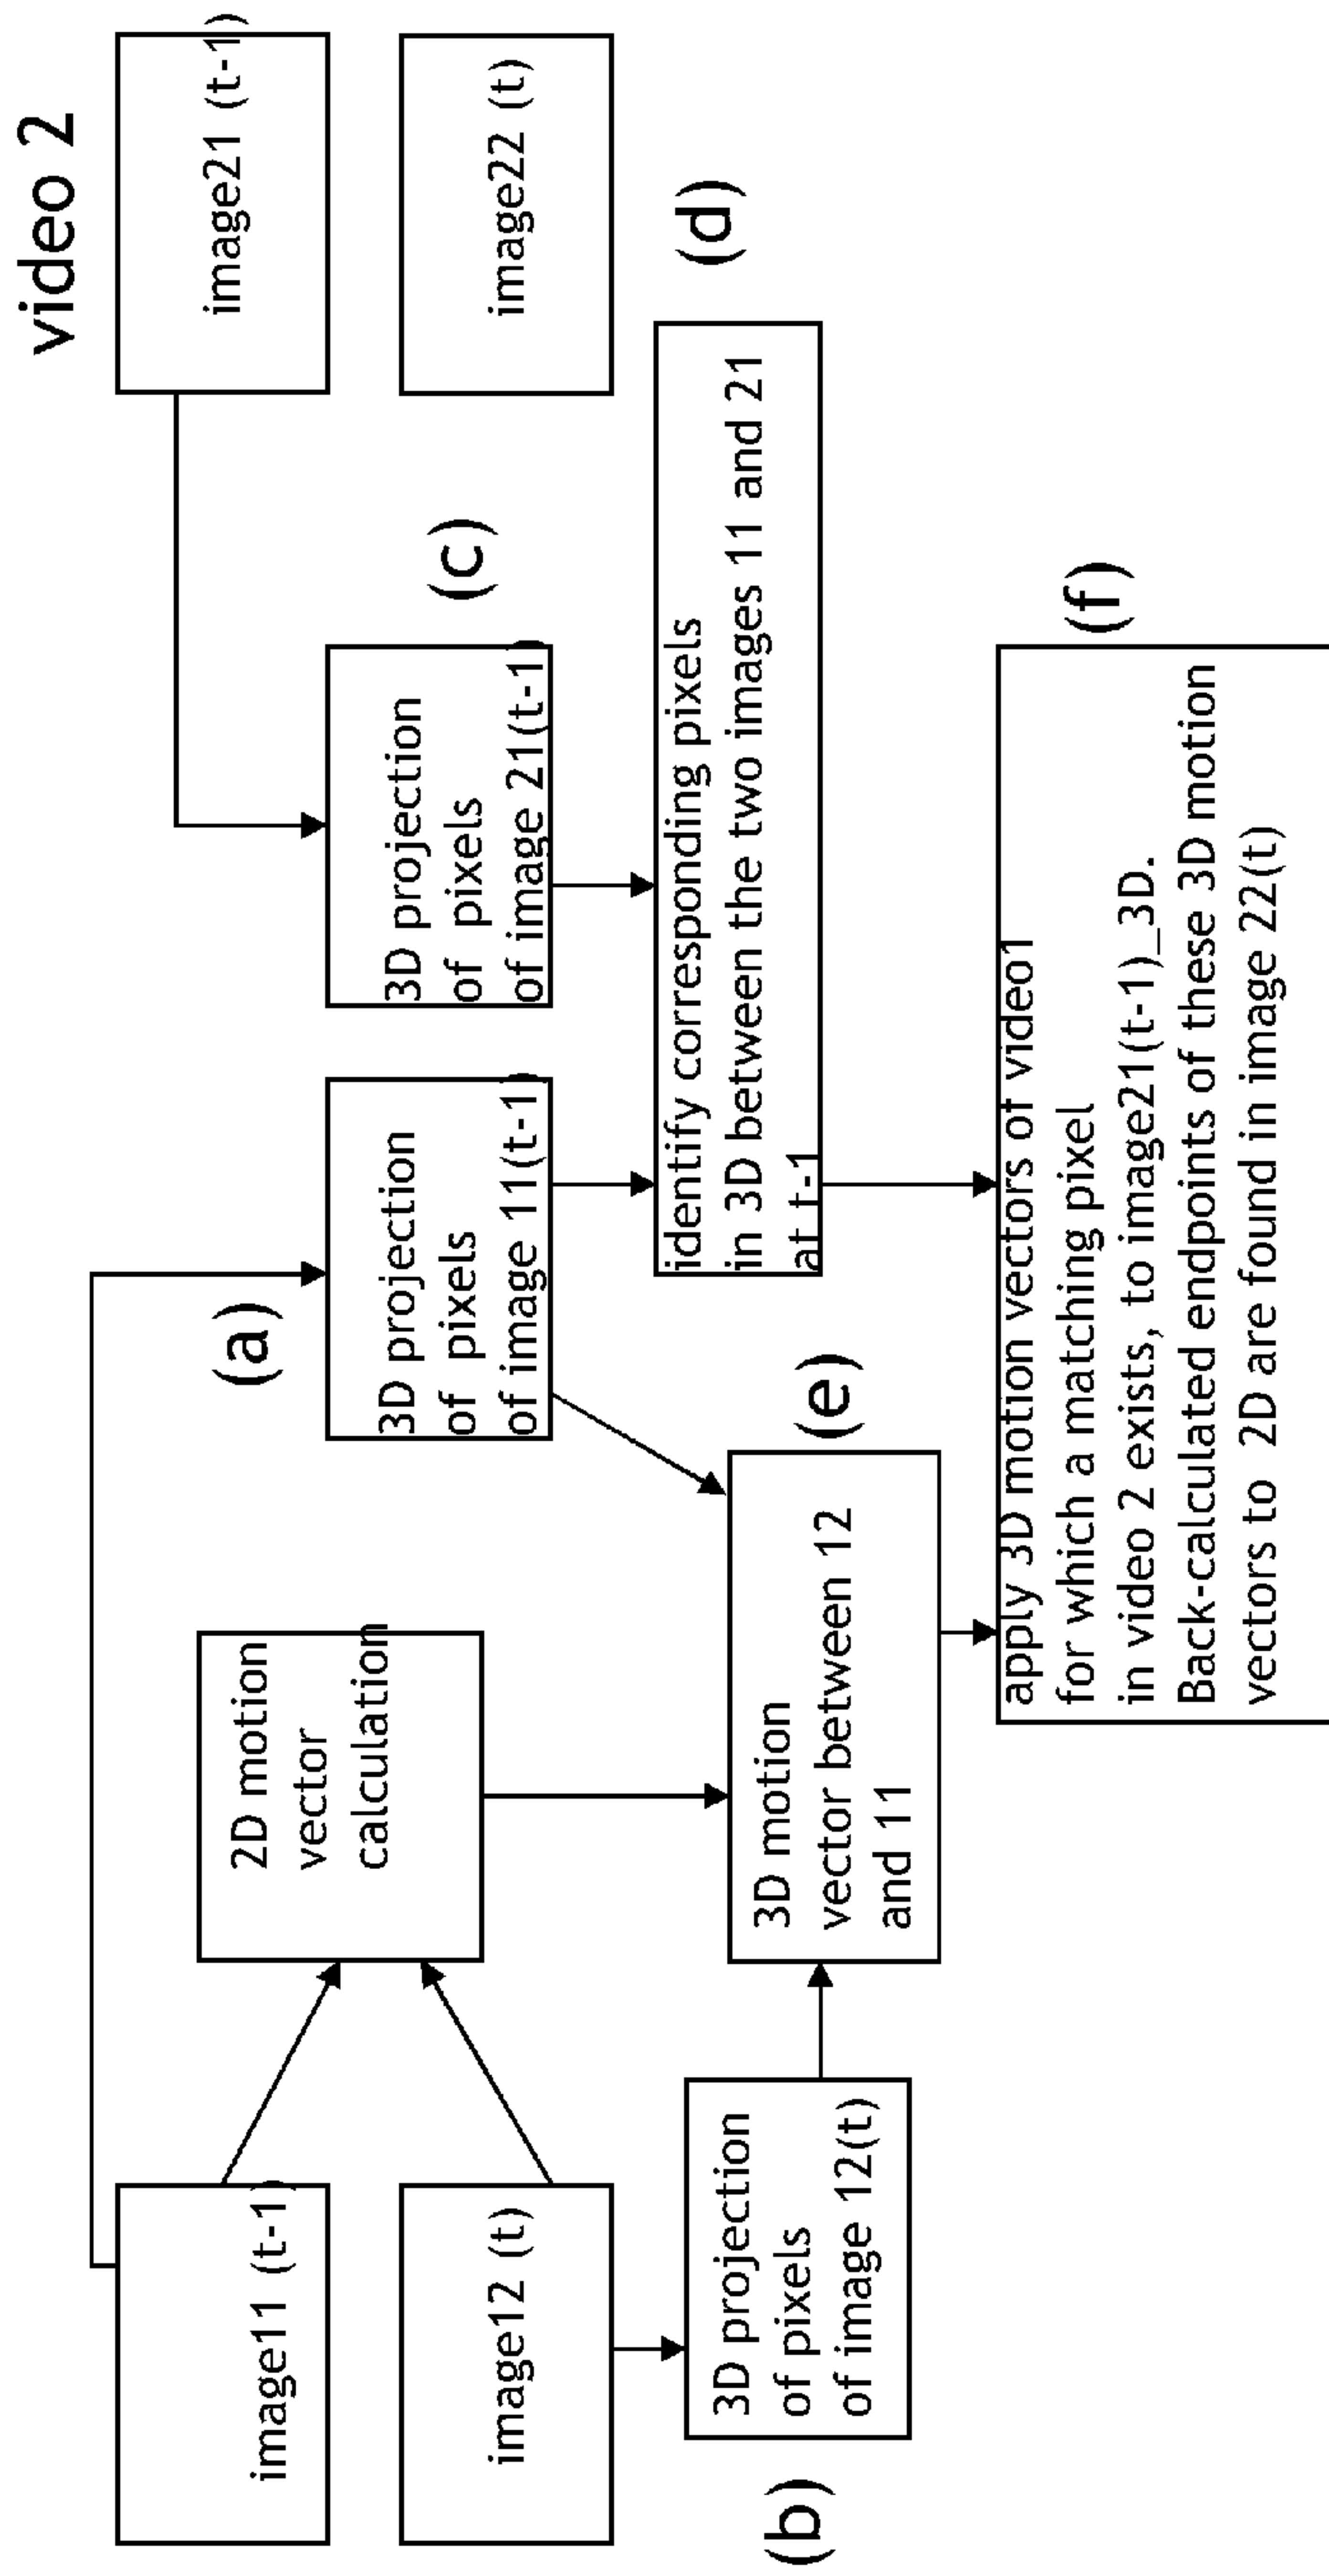 video 2
image11 (t-1)
image21 (t-1)
image12 (t)
image22 (t)
2D motion
vector
calculation
(a)
3D projection
of pixels
of image 11(t-1)
3D projection
of pixels
of image 21(t-1)
(c)
(b)
3D projection
of pixels
of image 12(t)
3D motion
vector between 12
and 11
(e)
identify corresponding pixels
in 3D between the two images 11 and 21
at t-1
(d)
apply 3D motion vectors of video1
for which a matching pixel
in video 2 exists, to image21(t-1)_3D.
Back-calculated endpoints of these 3D motion
vectors to 2D are found in image 22(t)
(f)